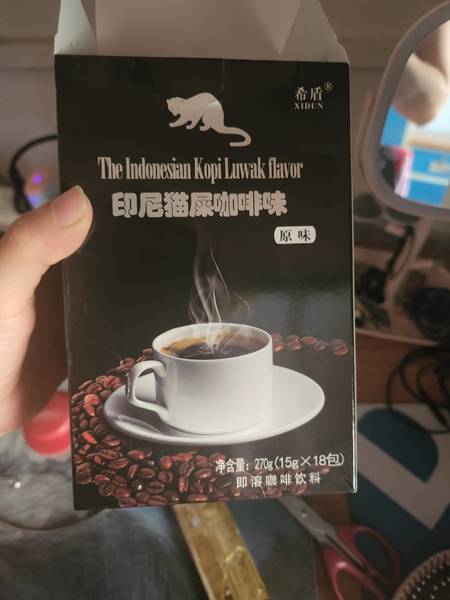 希盾®
XIDUN
The Indonesian Kopi Luwak flavor
印尼猫屎咖啡味
原味
净含量: 270g(15g×18包)
即溶咖啡饮料